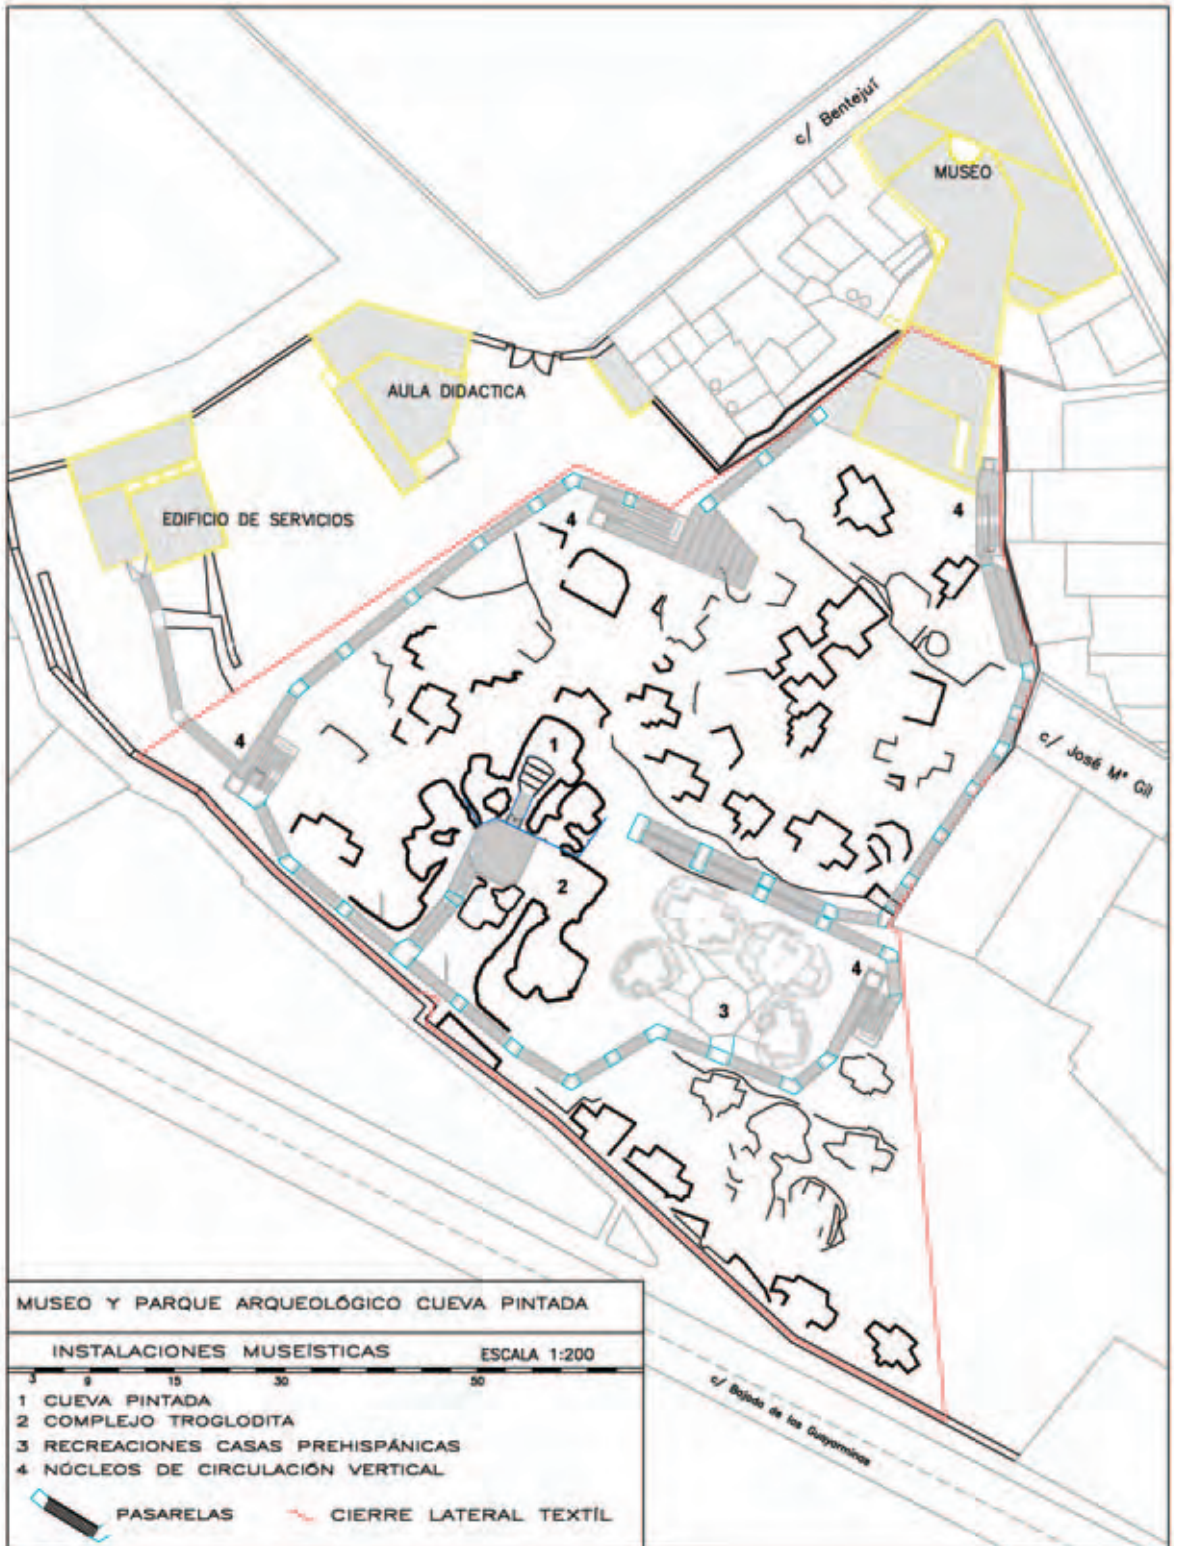 c/ Bentejuí
MUSEO
AULA DIDACTICA
EDIFICIO DE SERVICIOS
4
4
4
c/ José Mª Gil
1
2
4
3
c/ Bajada de las Guayarminas
MUSEO Y PARQUE ARQUEOLÓGICO CUEVA PINTADA
INSTALACIONES MUSEÍSTICAS ESCALA 1:200
3 9 15 30 50
1 CUEVA PINTADA
2 COMPLEJO TROGLODITA
3 RECREACIONES CASAS PREHISPÁNICAS
4 NÚCLEOS DE CIRCULACIÓN VERTICAL
PASARELAS CIERRE LATERAL TEXTÍL